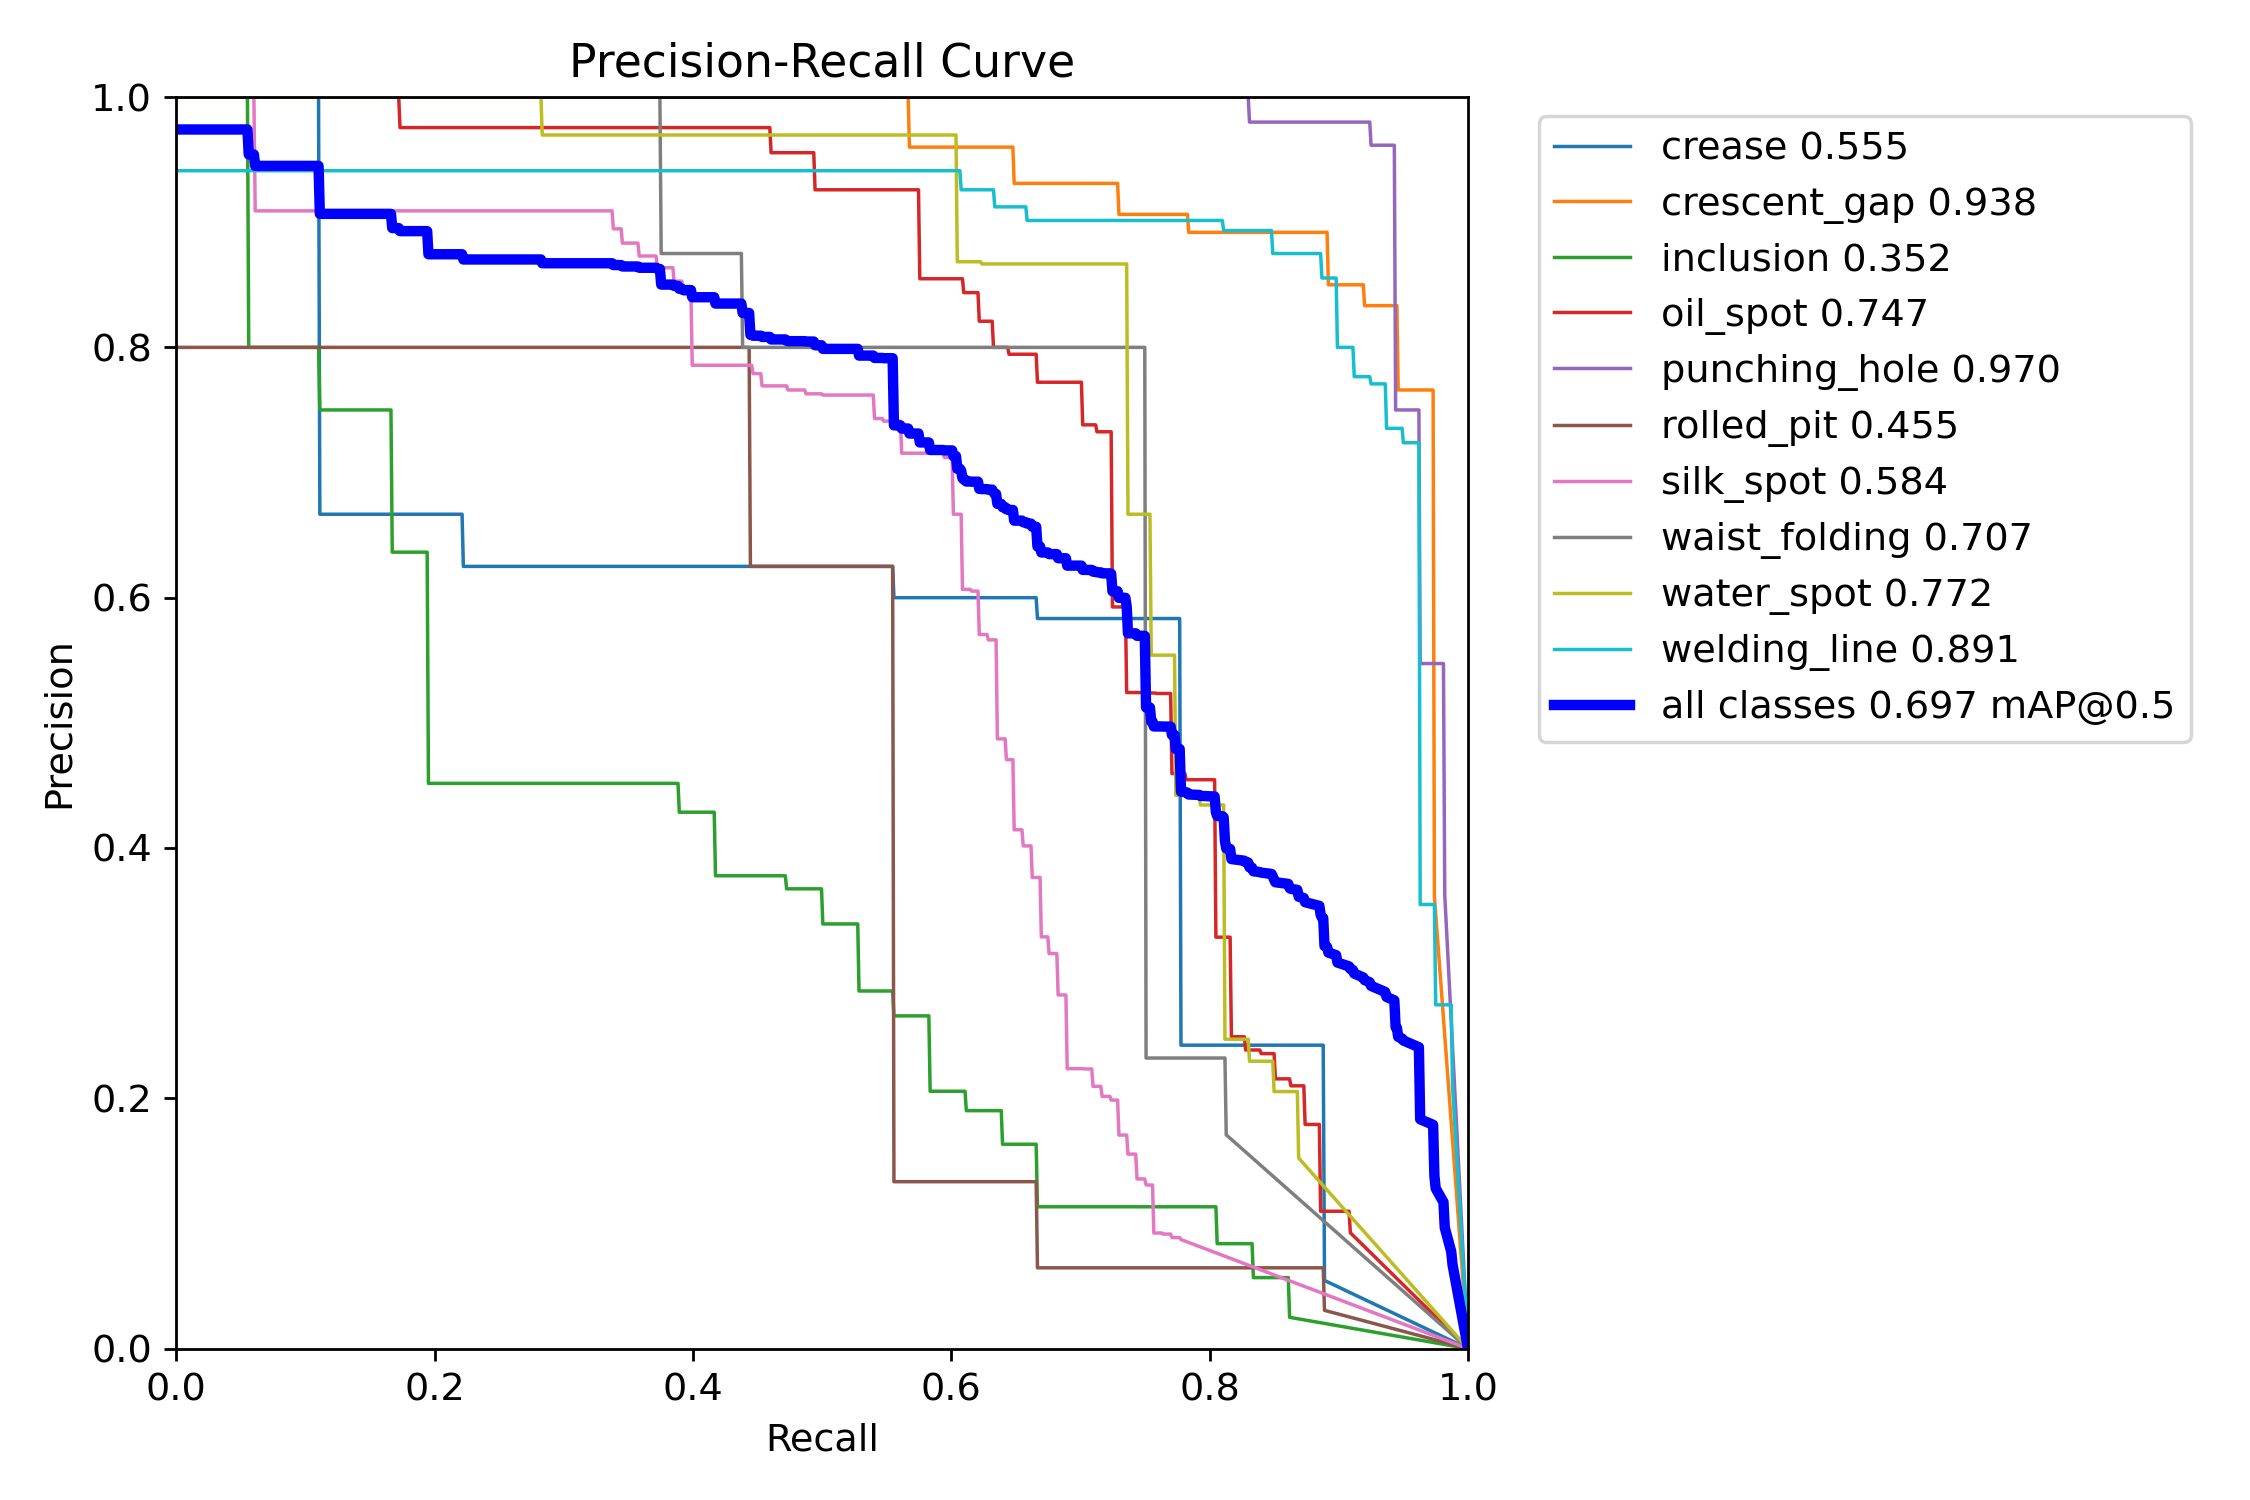 Precision-Recall Curve
1.0
0.8
0.6
0.4
0.2
0.0
Precision
0.0 0.2 0.4 0.6 0.8 1.0
Recall
crease 0.555
crescent_gap 0.938
inclusion 0.352
oil_spot 0.747
punching_hole 0.970
rolled_pit 0.455
silk_spot 0.584
waist_folding 0.707
water_spot 0.772
welding_line 0.891
all classes 0.697 mAP@0.5